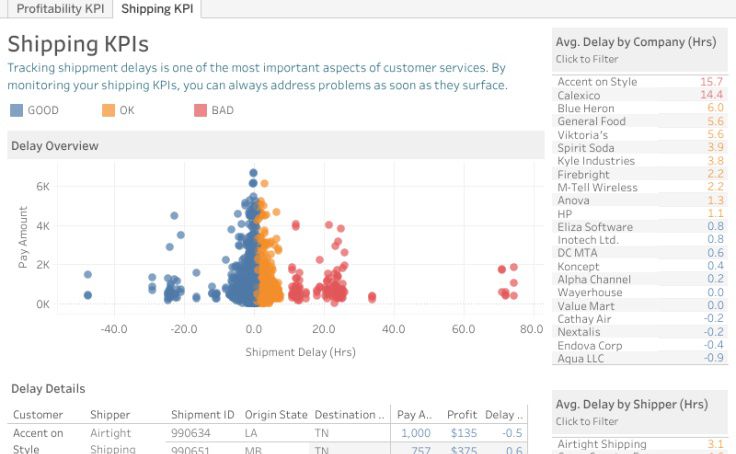 Profitability KPI Shipping KPI
Shipping KPIs
Tracking shippment delays is one of the most important aspects of customer services. By
monitoring your shipping KPIs, you can always address problems as soon as they surface.
GOOD OK BAD
Delay Overview
Pay Amount
6K
4K
2K
0K
-40.0 -20.0 0.0 20.0 40.0 60.0 80.0
Shipment Delay (Hrs)
Avg. Delay by Company (Hrs)
Click to Filter
Accent on Style 15.7
Calexico 14.4
Blue Heron 6.0
General Food 5.6
Viktoria's 5.6
Spirit Soda 3.9
Kyle Industries 3.8
Firebright 2.2
M-Tell Wireless 2.2
Anova 1.3
HP 1.1
Eliza Software 0.8
Inotech Ltd. 0.8
DC MTA 0.6
Koncept 0.4
Alpha Channel 0.2
Wayerhouse 0.0
Value Mart 0.0
Cathay Air -0.2
Nextalis -0.2
Endova Corp -0.4
Aqua LLC -0.9
Delay Details
Customer Shipper Shipment ID Origin State Destination .. Pay A.. Profit Delay ..
Accent on Airtight 990634 LA TN 1,000 $135 -0.5
Style Shipping 990651 MB TN 757 $375 0.6
Avg. Delay by Shipper (Hrs)
Click to Filter
Airtight Shipping 3.1